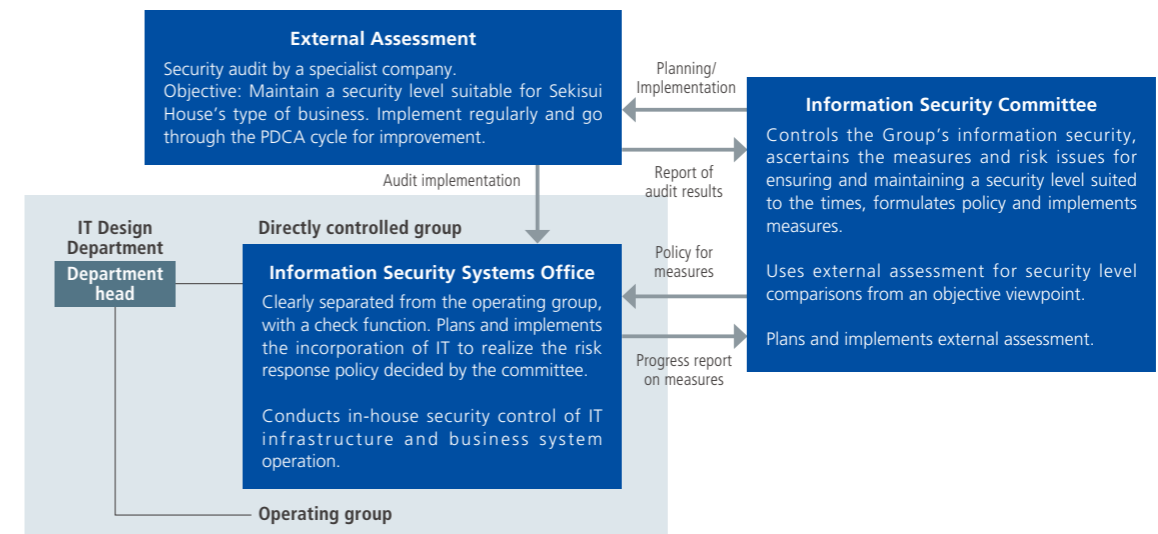 External Assessment
Security audit by a specialist company.
Objective: Maintain a security level suitable for Sekisui
House's type of business. Implement regularly and go
through the PDCA cycle for improvement.
Planning/
Implementation
Report of
audit results
Information Security Committee
Controls the Group's information security,
ascertains the measures and risk issues for
ensuring and maintaining a security level suited
to the times, formulates policy and implements
measures.
Uses external assessment for security level
comparisons from an objective viewpoint.
Plans and implements external assessment.
Audit implementation
IT Design
Department
Department
head
Directly controlled group
Information Security Systems Office
Clearly separated from the operating group,
with a check function. Plans and implements
the incorporation of IT to realize the risk
response policy decided by the committee.
Conducts in-house security control of IT
infrastructure and business system
operation.
Policy for
measures
Progress report
on measures
Operating group